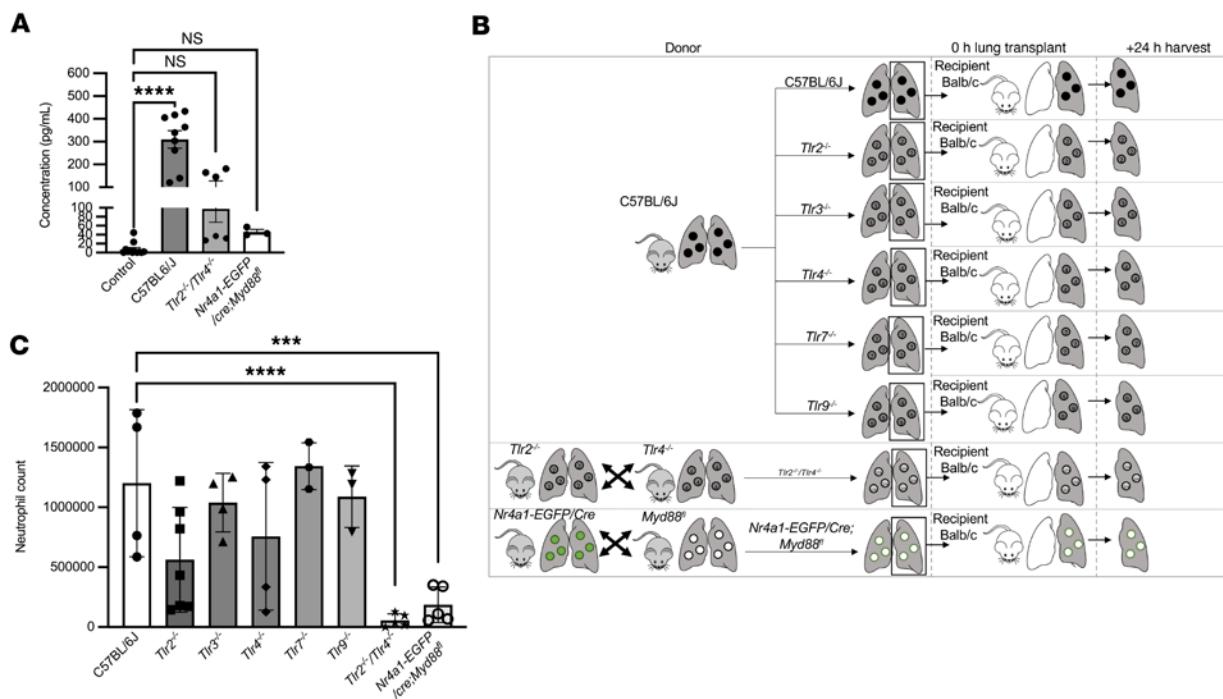 A
NS
NS
****
600
500
400
300
200
100
100
80
60
40
20
0
Concentration (pg/mL)
Control
C57BL6/J
Tlr2-/-/Tlr4-/-
Nr4a1-EGFP
/cre;Myd88fl
B
Donor
0 h lung transplant
+24 h harvest
C57BL/6J
C57BL/6J
Recipient
Balb/c
Tlr2-/-
Recipient
Balb/c
Tlr3-/-
Recipient
Balb/c
Tlr4-/-
Recipient
Balb/c
Tlr7-/-
Recipient
Balb/c
Tlr9-/-
Recipient
Balb/c
Tlr2-/-
Tlr4-/-
Tlr2-/-/Tlr4-/-
Recipient
Balb/c
Nr4a1-EGFP/Cre
Myd88fl
Nr4a1-EGFP/Cre;
Myd88fl
Recipient
Balb/c
C
***
****
2000000
1500000
1000000
500000
0
Neutrophil count
C57BL/6J
Tlr2-/-
Tlr3-/-
Tlr4-/-
Tlr7-/-
Tlr9-/-
Tlr2-/-/Tlr4-/-
Nr4a1-EGFP
/cre;Myd88fl